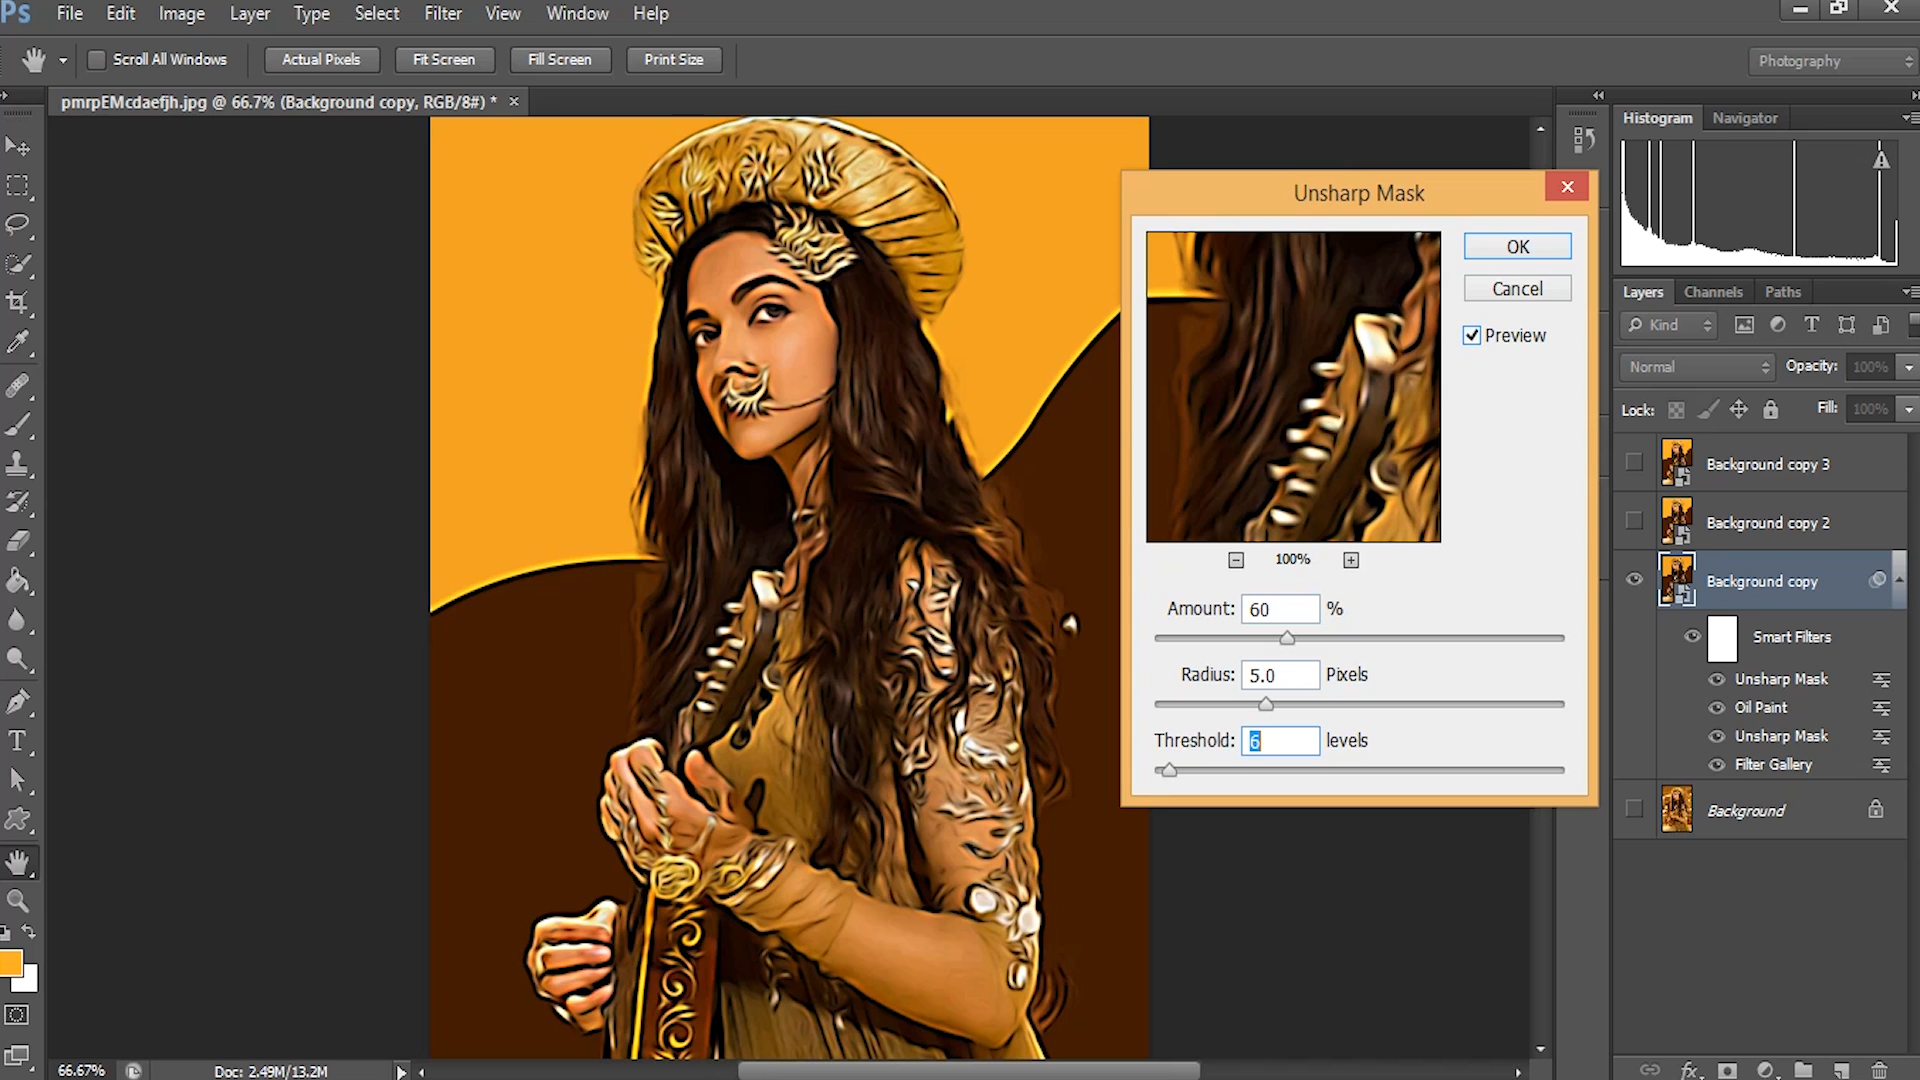 Ps File Edit Image Layer Type Select Filter View Window Help
Scroll All Windows Actual Pixels Fit Screen Fill Screen Print Size Photography
pmrpEMcdaefjh.jpg @ 66.7% (Background copy, RGB/8#) * ×
Histogram Navigator
Unsharp Mask
OK
Cancel
Preview
100%
Amount: 60 %
Radius: 5.0 Pixels
Threshold: 6 levels
Layers Channels Paths
Kind
Normal Opacity: 100%
Lock: Fill: 100%
Background copy 3
Background copy 2
Background copy
Smart Filters
Unsharp Mask
Oil Paint
Unsharp Mask
Filter Gallery
Background
fx
66.67% Doc: 2.49M/13.2M